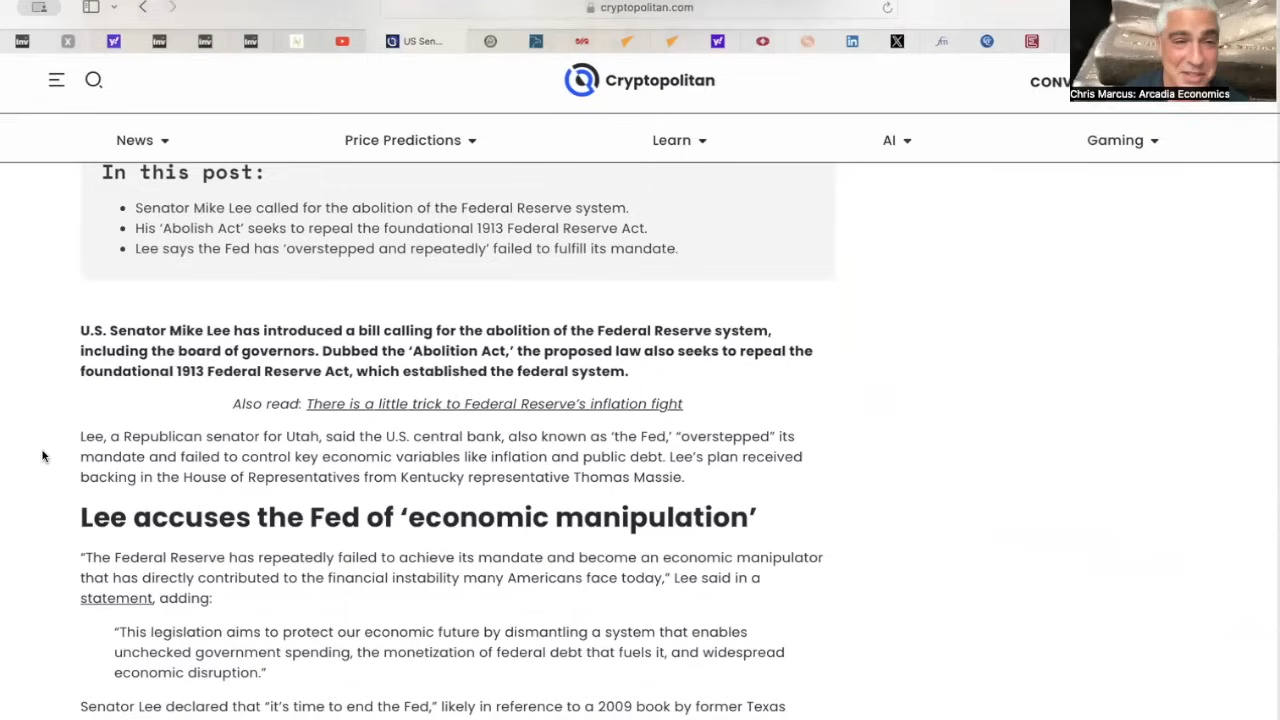 cryptopolitan.com
US Sen...
Cryptopolitan
CONV
Chris Marcus: Arcadia Economics
News
Price Predictions
Learn
AI
Gaming
In this post:
Senator Mike Lee called for the abolition of the Federal Reserve system.
His ‘Abolish Act’ seeks to repeal the foundational 1913 Federal Reserve Act.
Lee says the Fed has ‘overstepped and repeatedly’ failed to fulfill its mandate.
U.S. Senator Mike Lee has introduced a bill calling for the abolition of the Federal Reserve system,
including the board of governors. Dubbed the ‘Abolition Act,’ the proposed law also seeks to repeal the
foundational 1913 Federal Reserve Act, which established the federal system.
Also read: There is a little trick to Federal Reserve’s inflation fight
Lee, a Republican senator for Utah, said the U.S. central bank, also known as ‘the Fed,’ “overstepped” its
mandate and failed to control key economic variables like inflation and public debt. Lee’s plan received
backing in the House of Representatives from Kentucky representative Thomas Massie.
Lee accuses the Fed of ‘economic manipulation’
“The Federal Reserve has repeatedly failed to achieve its mandate and become an economic manipulator
that has directly contributed to the financial instability many Americans face today,” Lee said in a
statement, adding:
“This legislation aims to protect our economic future by dismantling a system that enables
unchecked government spending, the monetization of federal debt that fuels it, and widespread
economic disruption.”
Senator Lee declared that “it’s time to end the Fed,” likely in reference to a 2009 book by former Texas